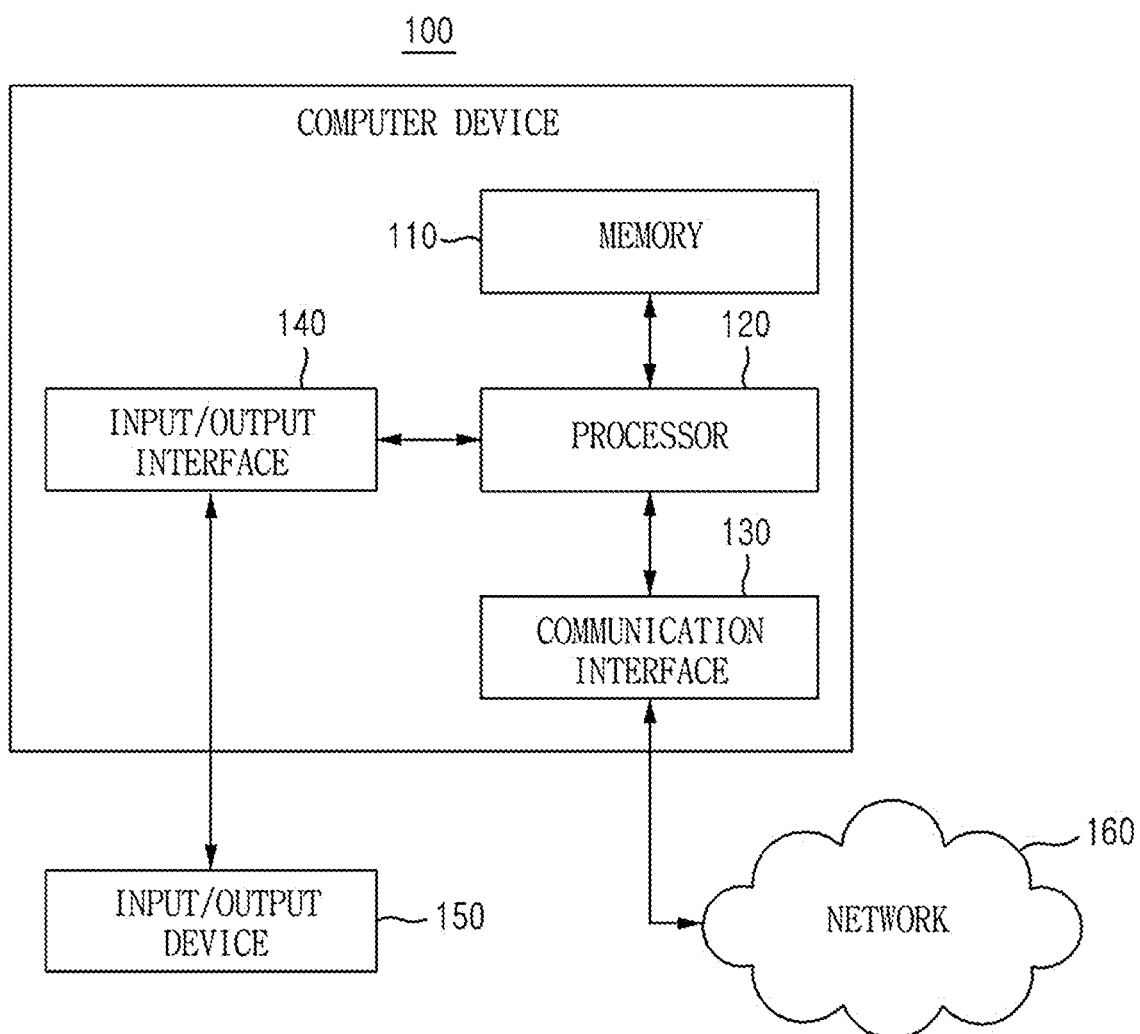 100
COMPUTER DEVICE
110
MEMORY
140
120
INPUT/OUTPUT
INTERFACE
PROCESSOR
130
COMMUNICATION
INTERFACE
160
INPUT/OUTPUT
DEVICE
150
NETWORK